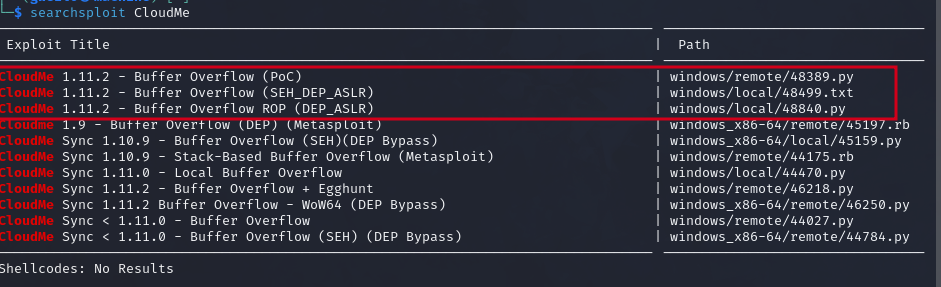 └─$ searchsploit CloudMe
Exploit Title | Path
CloudMe 1.11.2 - Buffer Overflow (PoC) | windows/remote/48389.py
CloudMe 1.11.2 - Buffer Overflow (SEH_DEP_ASLR) | windows/local/48499.txt
CloudMe 1.11.2 - Buffer Overflow ROP (DEP_ASLR) | windows/local/48840.py
CloudMe 1.9 - Buffer Overflow (DEP) (Metasploit) | windows_x86-64/remote/45197.rb
CloudMe Sync 1.10.9 - Buffer Overflow (SEH)(DEP Bypass) | windows_x86-64/local/45159.py
CloudMe Sync 1.10.9 - Stack-Based Buffer Overflow (Metasploit) | windows/remote/44175.rb
CloudMe Sync 1.11.0 - Local Buffer Overflow | windows/local/44470.py
CloudMe Sync 1.11.2 - Buffer Overflow + Egghunt | windows/remote/46218.py
CloudMe Sync 1.11.2 Buffer Overflow - WoW64 (DEP Bypass) | windows_x86-64/remote/46250.py
CloudMe Sync < 1.11.0 - Buffer Overflow | windows/remote/44027.py
CloudMe Sync < 1.11.0 - Buffer Overflow (SEH) (DEP Bypass) | windows_x86-64/remote/44784.py
Shellcodes: No Results